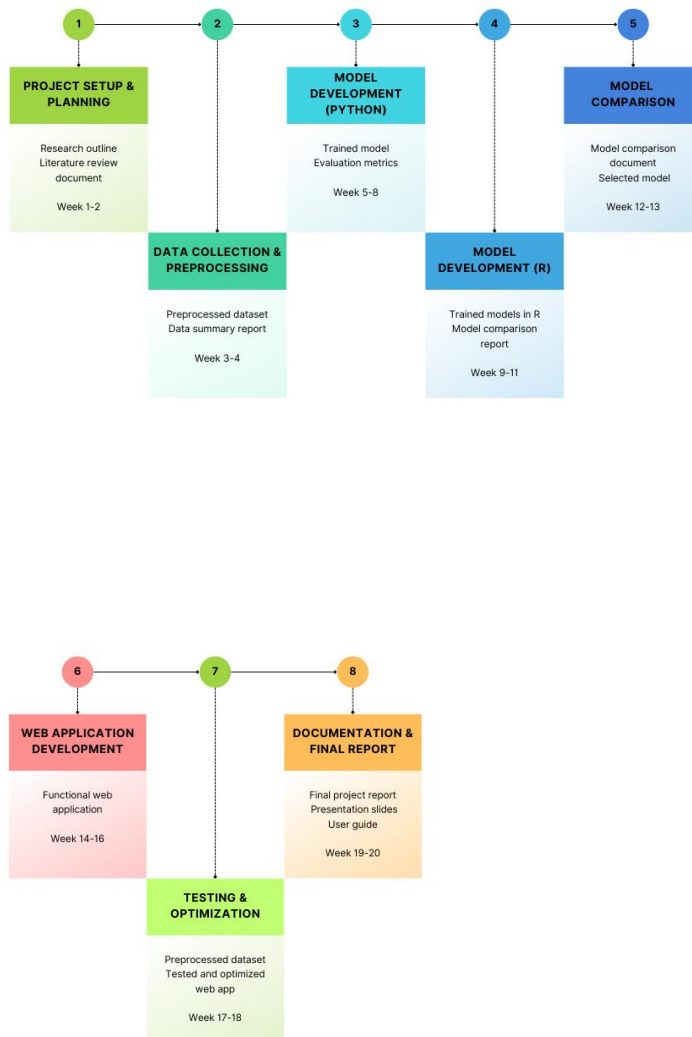 1
2
3
4
5
PROJECT SETUP &
PLANNING
Research outline
Literature review
document
Week 1-2
DATA COLLECTION &
PREPROCESSING
Preprocessed dataset
Data summary report
Week 3-4
MODEL
DEVELOPMENT
(PYTHON)
Trained model
Evaluation metrics
Week 5-8
MODEL
DEVELOPMENT (R)
Trained models in R
Model comparison
report
Week 9-11
MODEL
COMPARISON
Model comparison
document
Selected model
Week 12-13
6
7
8
WEB APPLICATION
DEVELOPMENT
Functional web
application
Week 14-16
TESTING &
OPTIMIZATION
Preprocessed dataset
Tested and optimized
web app
Week 17-18
DOCUMENTATION &
FINAL REPORT
Final project report
Presentation slides
User guide
Week 19-20